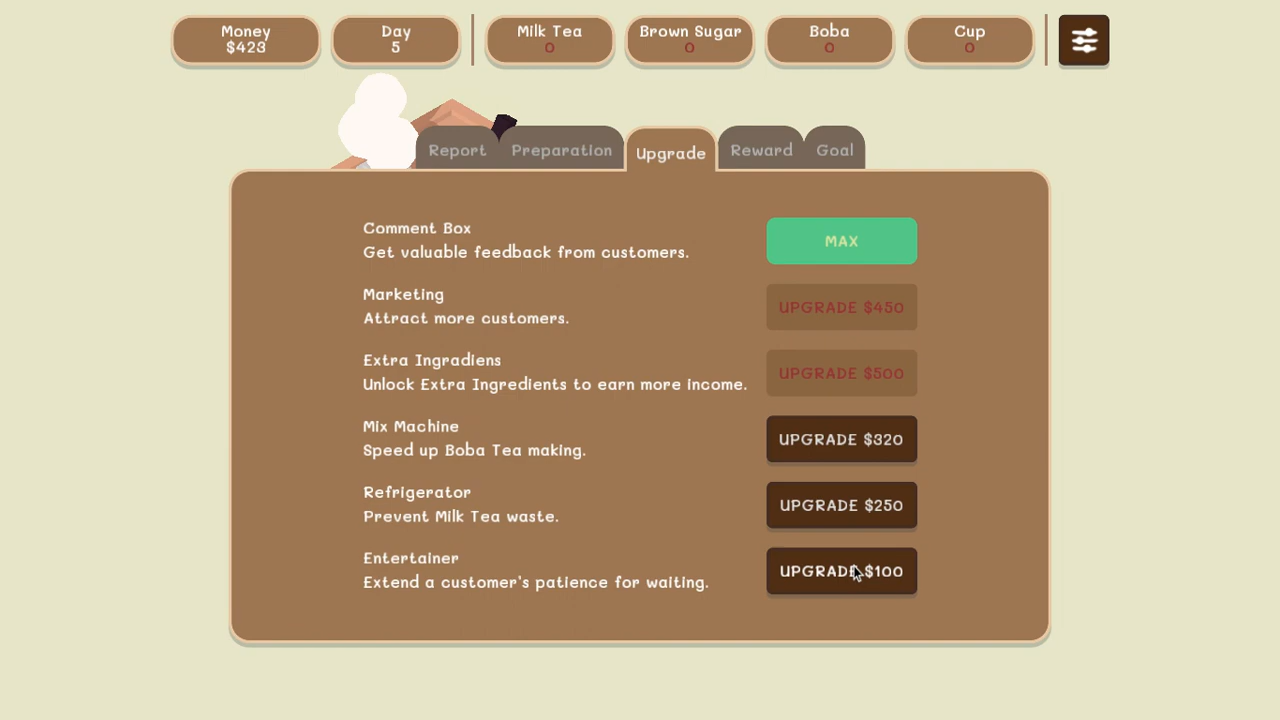 Money
$423
Day
5
Milk Tea
0
Brown Sugar
0
Boba
0
Cup
0
Report
Preparation
Upgrade
Reward
Goal
Comment Box
Get valuable feedback from customers.
MAX
Marketing
Attract more customers.
UPGRADE $450
Extra Ingradiens
Unlock Extra Ingredients to earn more income.
UPGRADE $500
Mix Machine
Speed up Boba Tea making.
UPGRADE $320
Refrigerator
Prevent Milk Tea waste.
UPGRADE $250
Entertainer
Extend a customer's patience for waiting.
UPGRADE $100